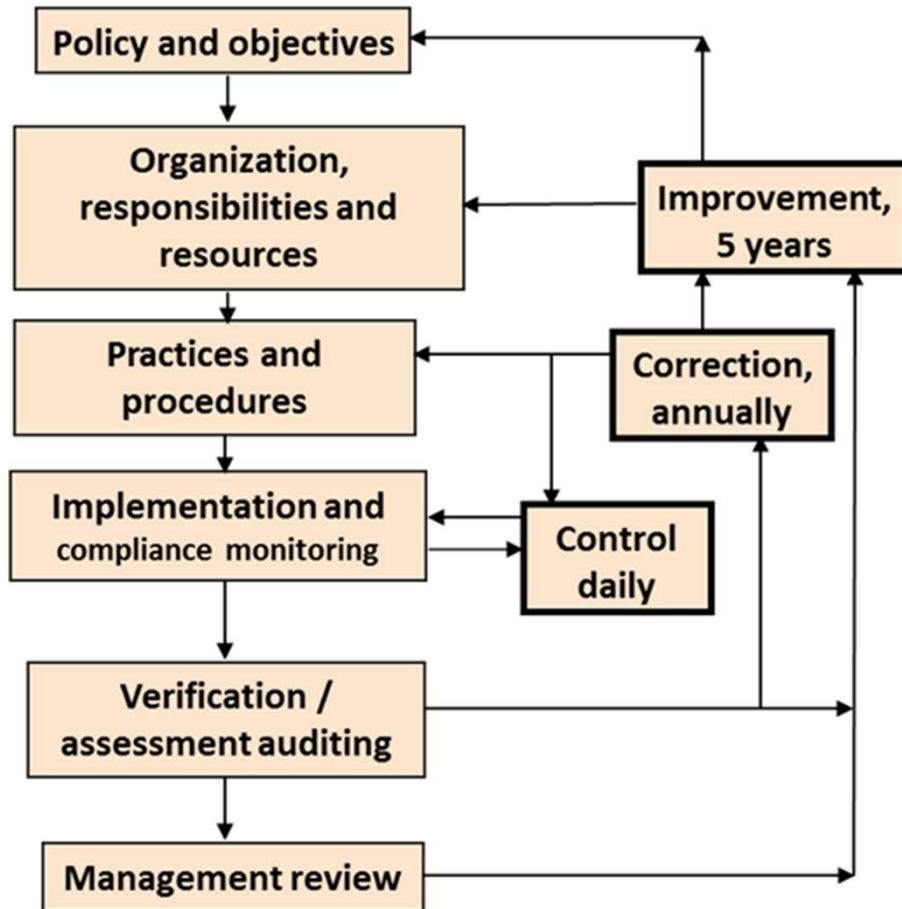 Policy and objectives
Organization,
responsibilities and
resources
Improvement,
5 years
Practices and
procedures
Correction,
annually
Implementation and
compliance monitoring
Control
daily
Verification /
assessment auditing
Management review